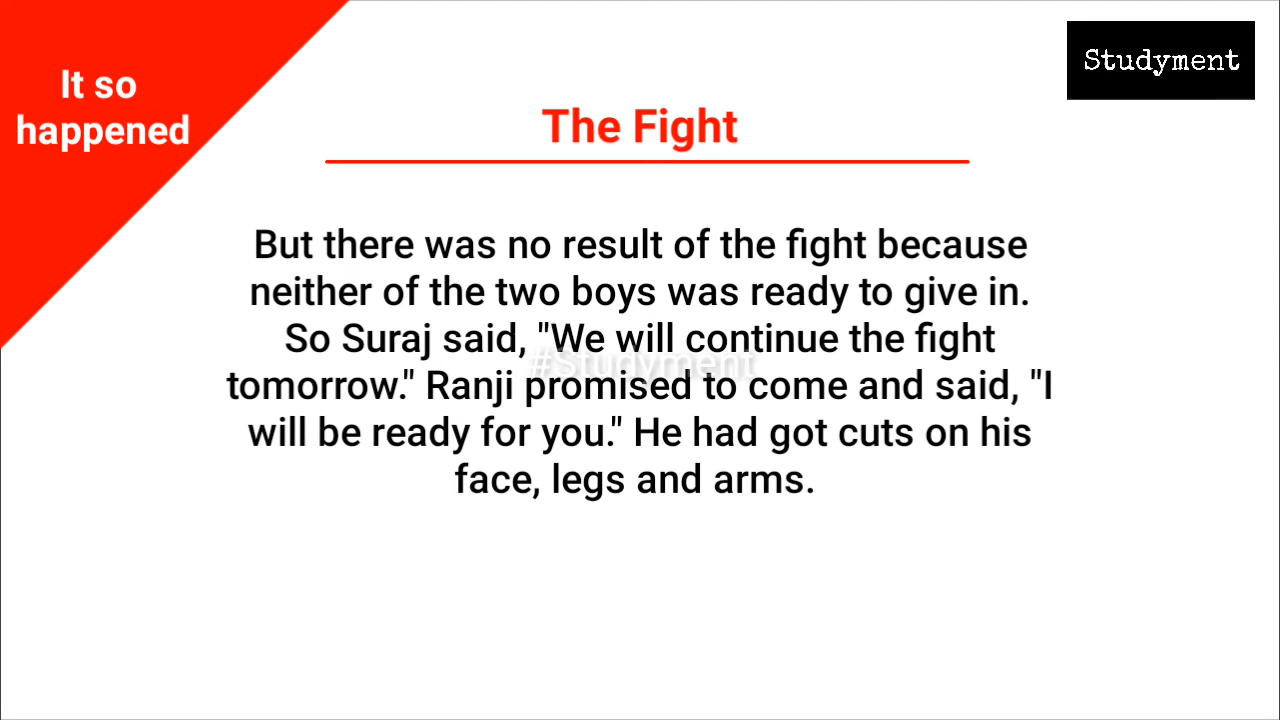 It so
happened
Studyment
The Fight
But there was no result of the fight because
neither of the two boys was ready to give in.
So Suraj said, "We will continue the fight
#Studyment
tomorrow." Ranji promised to come and said, "I
will be ready for you." He had got cuts on his
face, legs and arms.